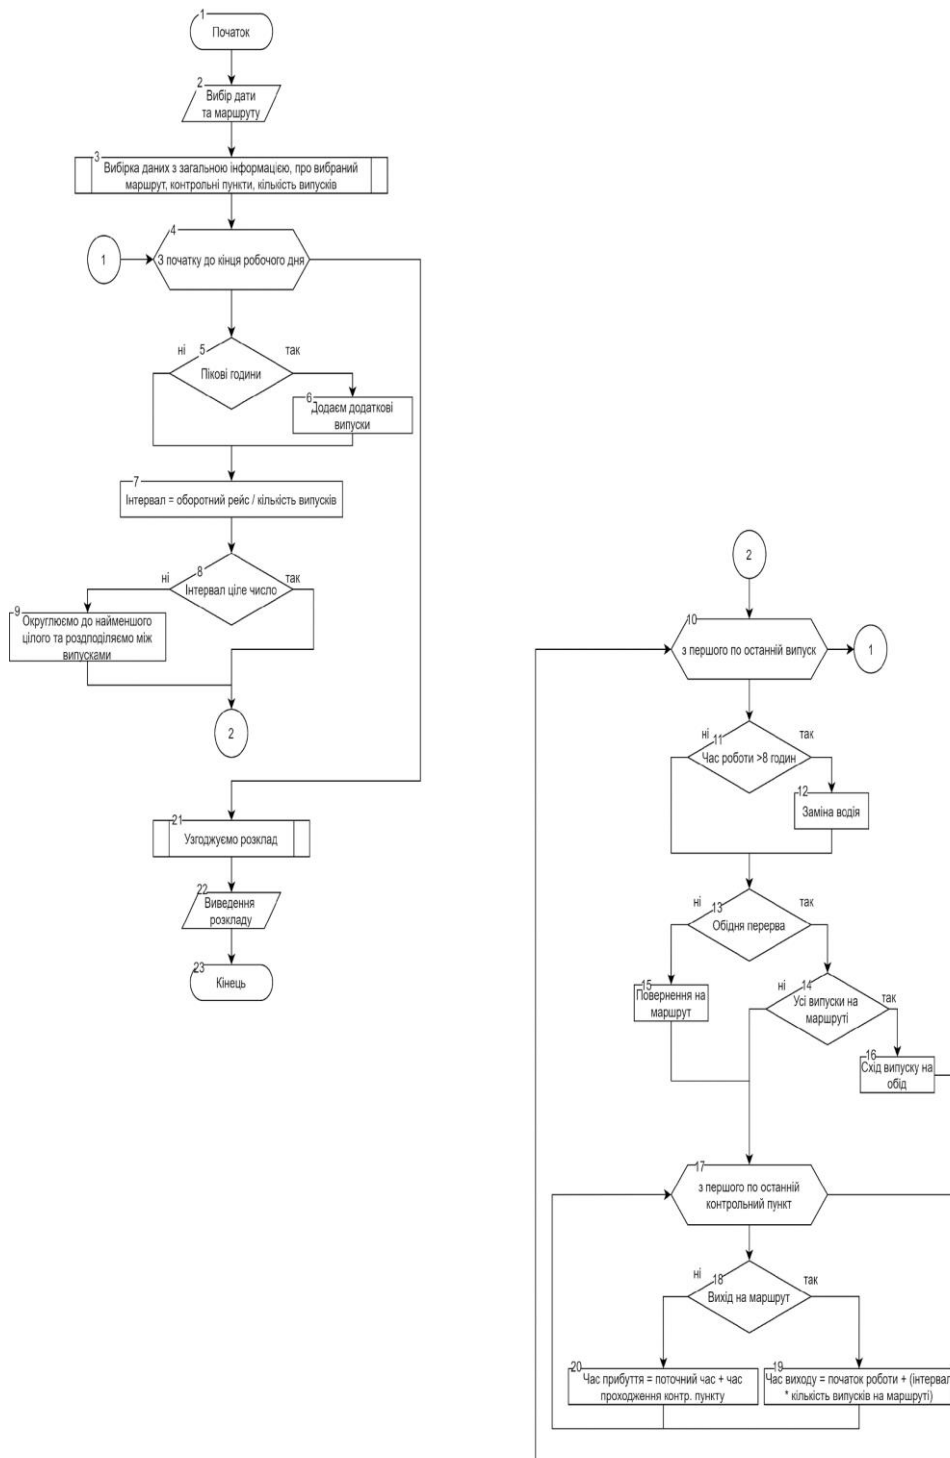 1
Початок
2
Вибір дати
та маршруту
3
Вибірка даних з загальною інформацією, про вибраний
маршрут, контрольні пункти, кількість випусків
4
1
З початку до кінця робочого дня
ні
5
так
Пікові години
6
Додаєм додаткові
випуски
7
Інтервал = оборотний рейс / кількість випусків
ні
8
так
Інтервал ціле число
9
Округлюємо до найменшого
цілого та роздподіляємо між
випусками
2
21
Узгоджуємо розклад
22
Виведення
розкладу
23
Кінець
2
10
з першого по останній випуск
1
ні
11
так
Час роботи >8 годин
12
Заміна водія
ні
13
так
Обідня перерва
15
Повернення на
маршрут
ні
14
так
Усі випуски на
маршруті
16
Схід випуску на
обід
17
з першого по останній
контрольний пункт
ні
18
так
Вихід на маршрут
20
Час прибуття = поточний час + час
проходження контр. пункту
19
Час виходу = початок роботи + (інтервал
* кількість випусків на маршруті)